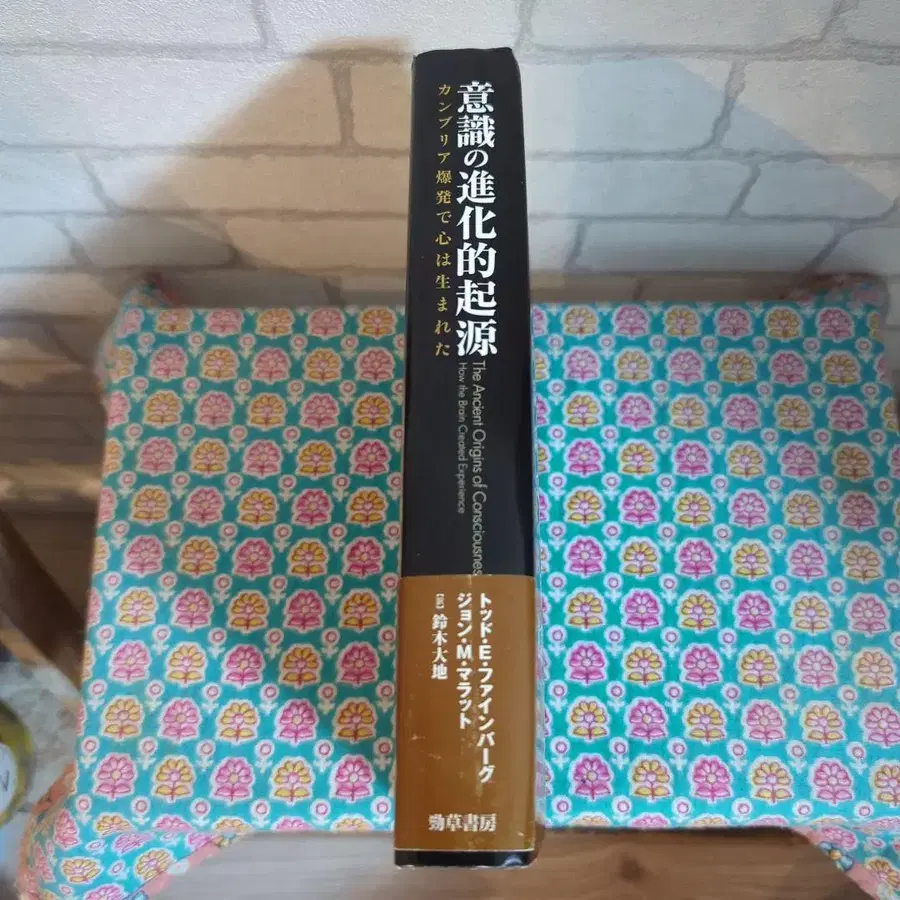 意識の進化的起源
カンブリア爆発で心は生まれた
The Ancient Origins of Consciousnes
How the Brain Created Experience
トッド・E・ファインバーグ
ジョン・M・マラット
[訳] 鈴木大地
勁草書房